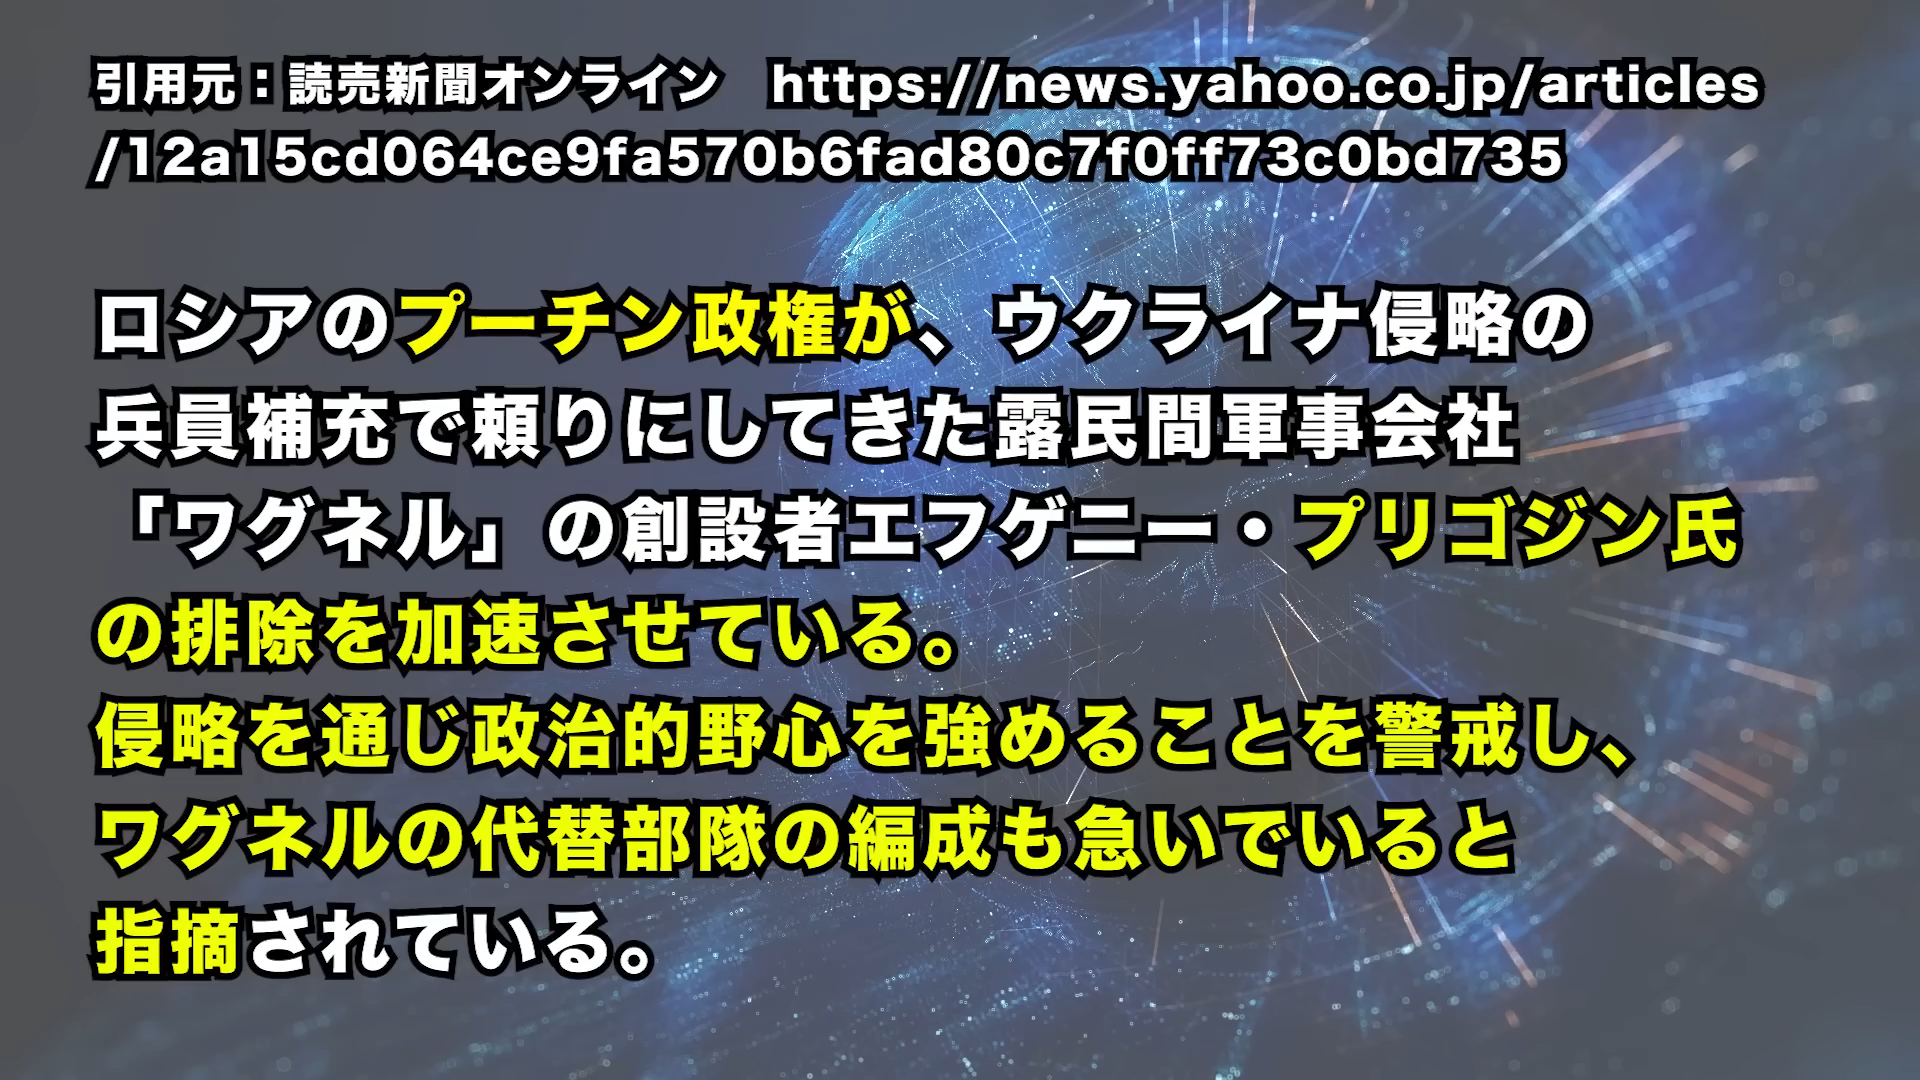 引用元：読売新聞オンライン　https://news.yahoo.co.jp/articles
/12a15cd064ce9fa570b6fad80c7f0ff73c0bd735
ロシアのプーチン政権が、ウクライナ侵略の
兵員補充で頼りにしてきた露民間軍事会社
「ワグネル」の創設者エフゲニー・プリゴジン氏
の排除を加速させている。
侵略を通じ政治的野心を強めることを警戒し、
ワグネルの代替部隊の編成も急いでいると
指摘されている。